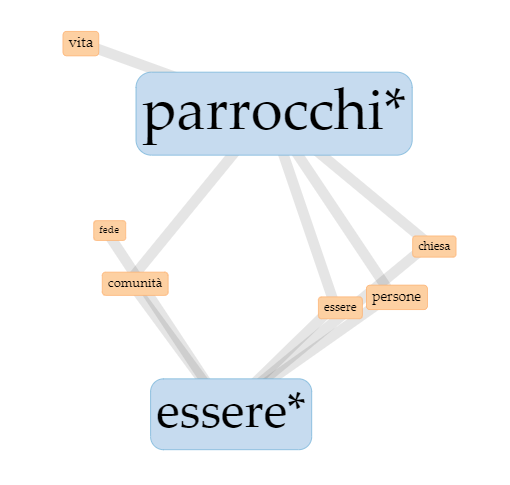 vita
parrocchi*
fede
chiesa
comunità
essere
persone
essere*